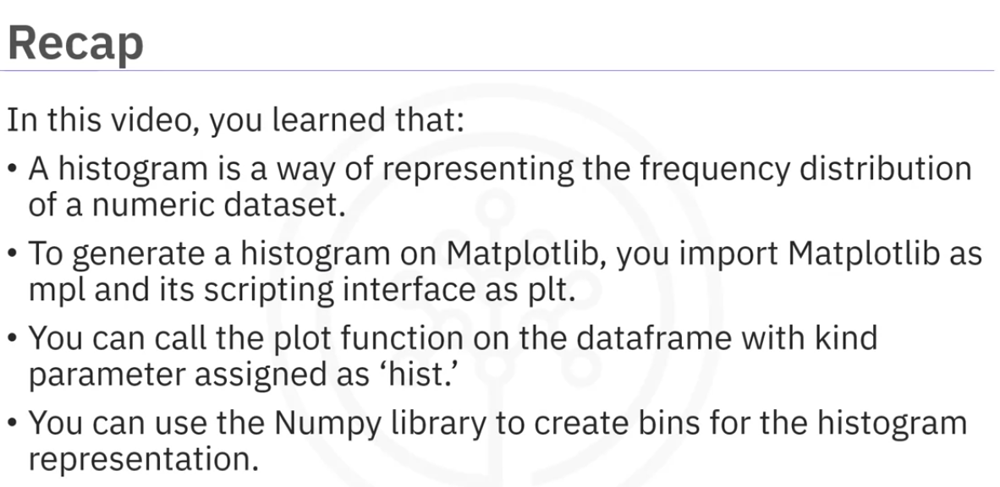 Recap
In this video, you learned that:
• A histogram is a way of representing the frequency distribution
of a numeric dataset.
• To generate a histogram on Matplotlib, you import Matplotlib as
mpl and its scripting interface as plt.
• You can call the plot function on the dataframe with kind
parameter assigned as ‘hist.’
• You can use the Numpy library to create bins for the histogram
representation.